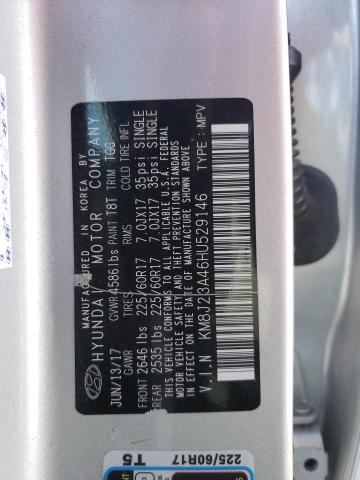 MANUFACTURED IN KOREA BY
HYUNDAI MOTOR COMPANY
JUN/13/17 GVWR 4586 lbs PAINT T8T TRIM TGG
GAWR TIRES RIMS COLD TIRE INFL
FRONT 2646 lbs 225/60R17 7.0JX17 35psi SINGLE
REAR 2535 lbs 225/60R17 7.0JX17 35psi SINGLE
THIS VEHICLE CONFORMS TO ALL APPLICABLE U.S.A. FEDERAL
MOTOR VEHICLE SAFETY, BUMPER, AND THEFT PREVENTION STANDARDS
IN EFFECT ON THE DATE OF MANUFACTURE SHOWN ABOVE.
V.I.N KM8J23A46HU529146 TYPE : MPV
225/60R17
T5